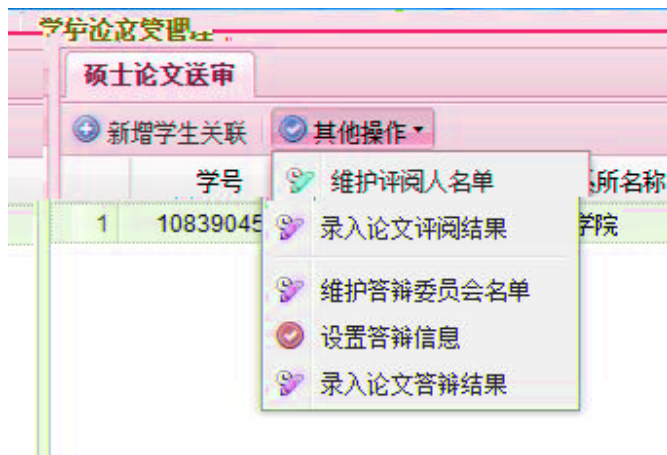 硕士论文送审
新增学生关联 其他操作
学号 所名称
1 10839045 学院
维护评阅人名单
录入论文评阅结果
维护答辩委员会名单
设置答辩信息
录入论文答辩结果